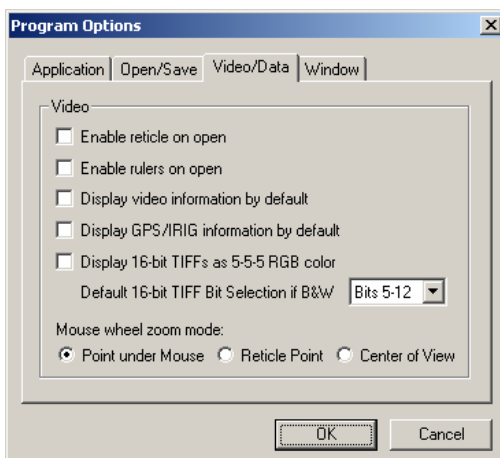 Program Options
Application Open/Save Video/Data Window
Video
Enable reticle on open
Enable rulers on open
Display video information by default
Display GPS/IRIG information by default
Display 16-bit TIFFs as 5-5-5 RGB color
Default 16-bit TIFF Bit Selection if B&W Bits 5-12
Mouse wheel zoom mode:
Point under Mouse Reticle Point Center of View
OK Cancel